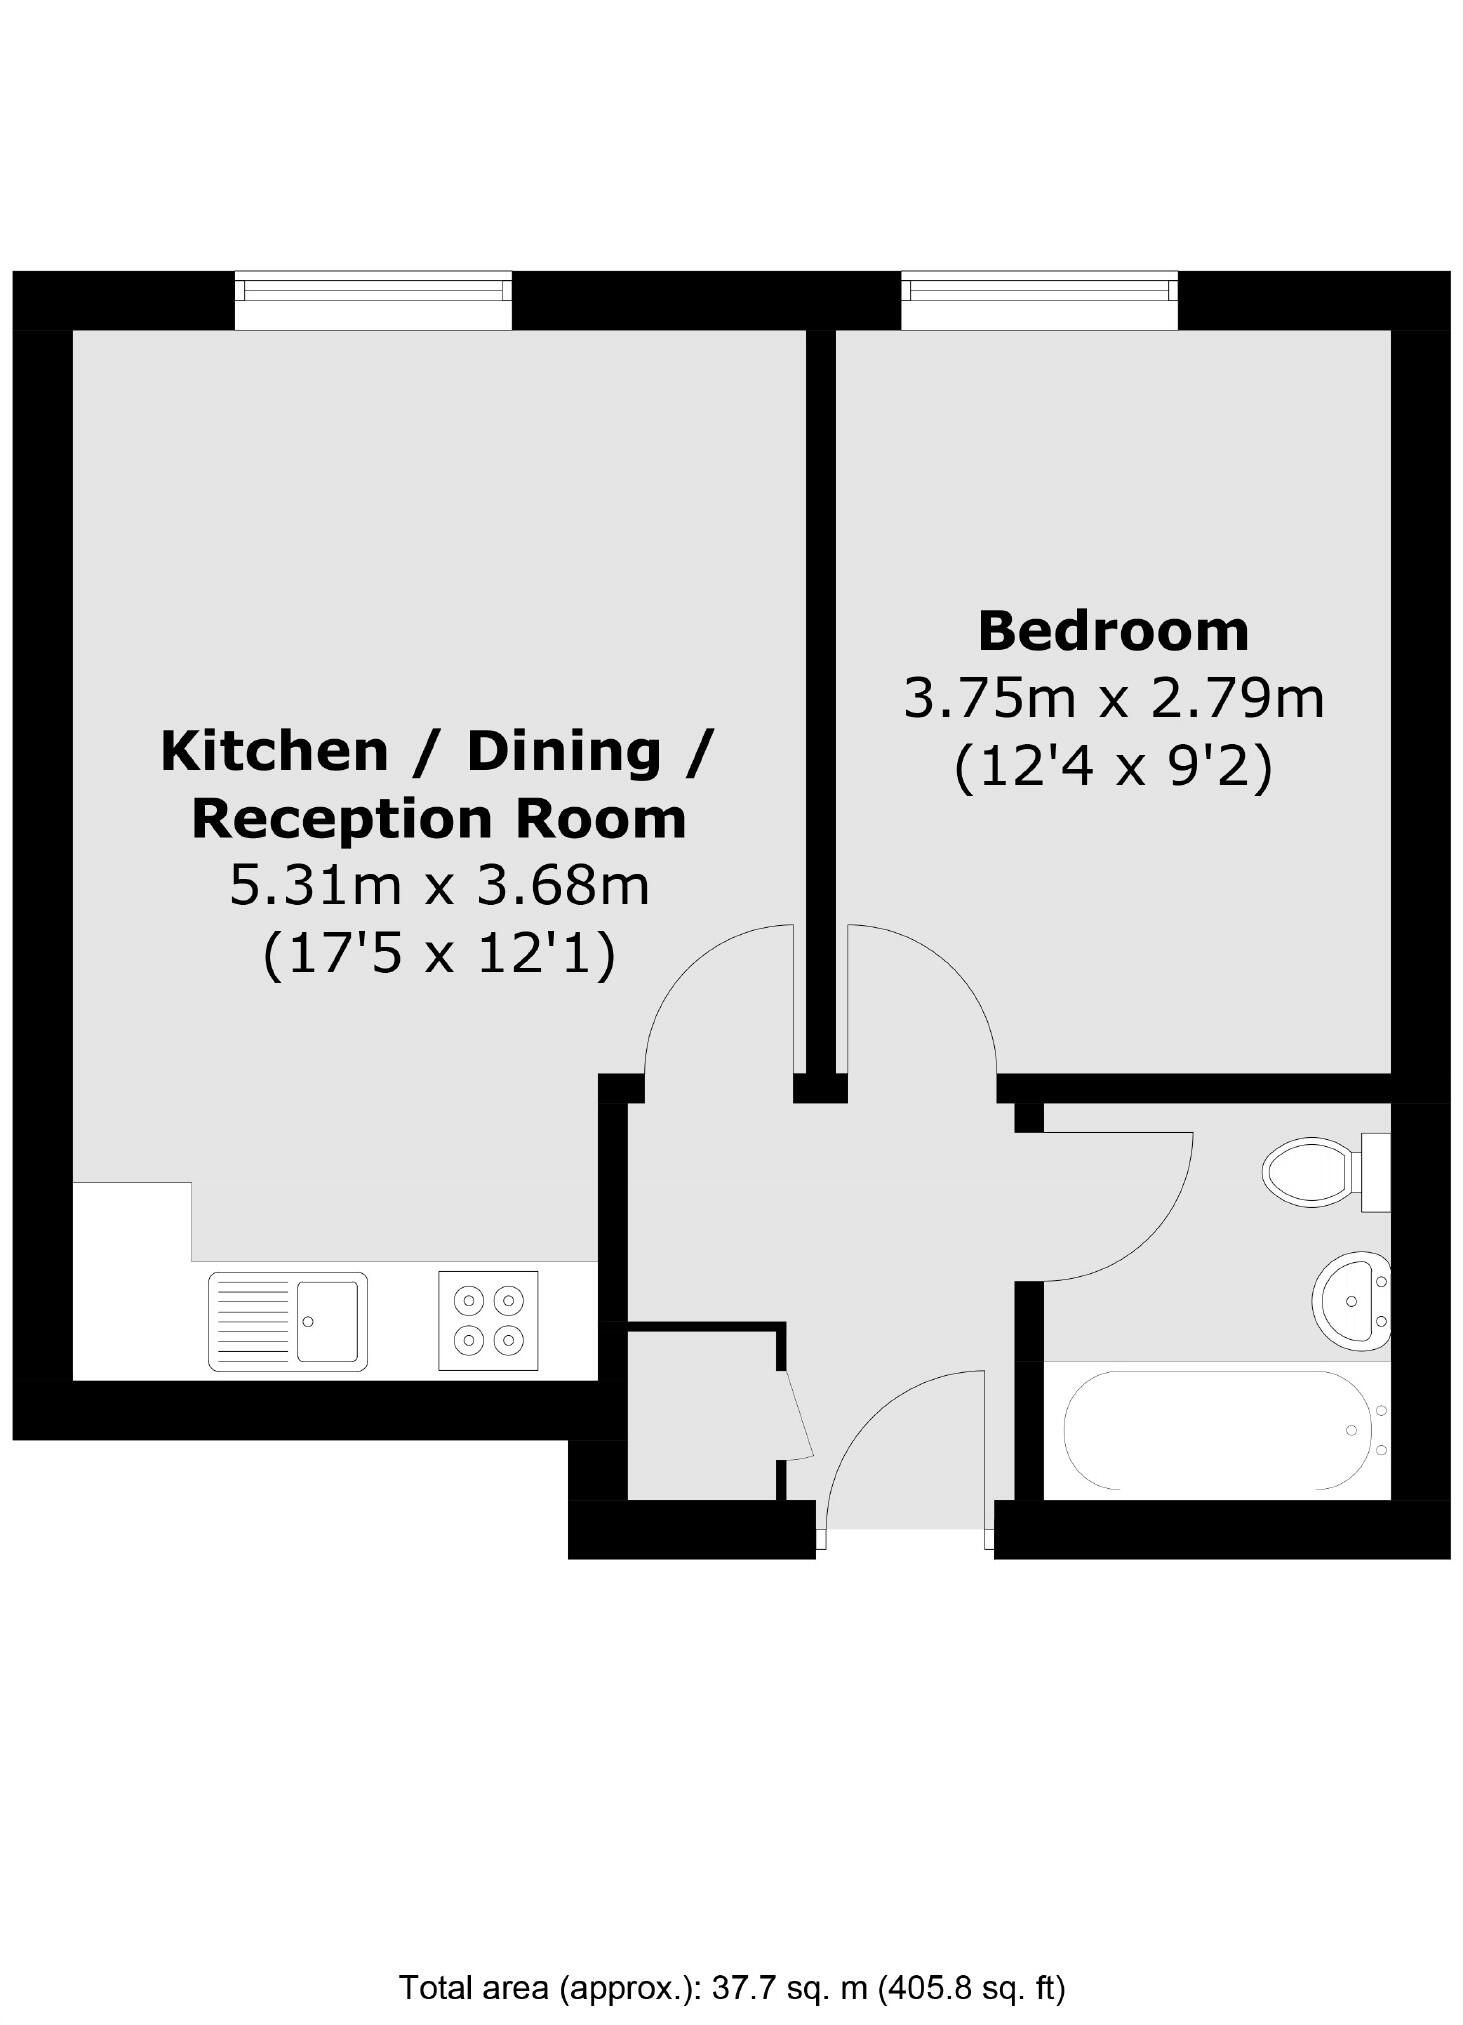 Bedroom
3.75m x 2.79m
(12'4 x 9'2)
Kitchen / Dining /
Reception Room
5.31m x 3.68m
(17'5 x 12'1)
Total area (approx.): 37.7 sq. m (405.8 sq. ft)